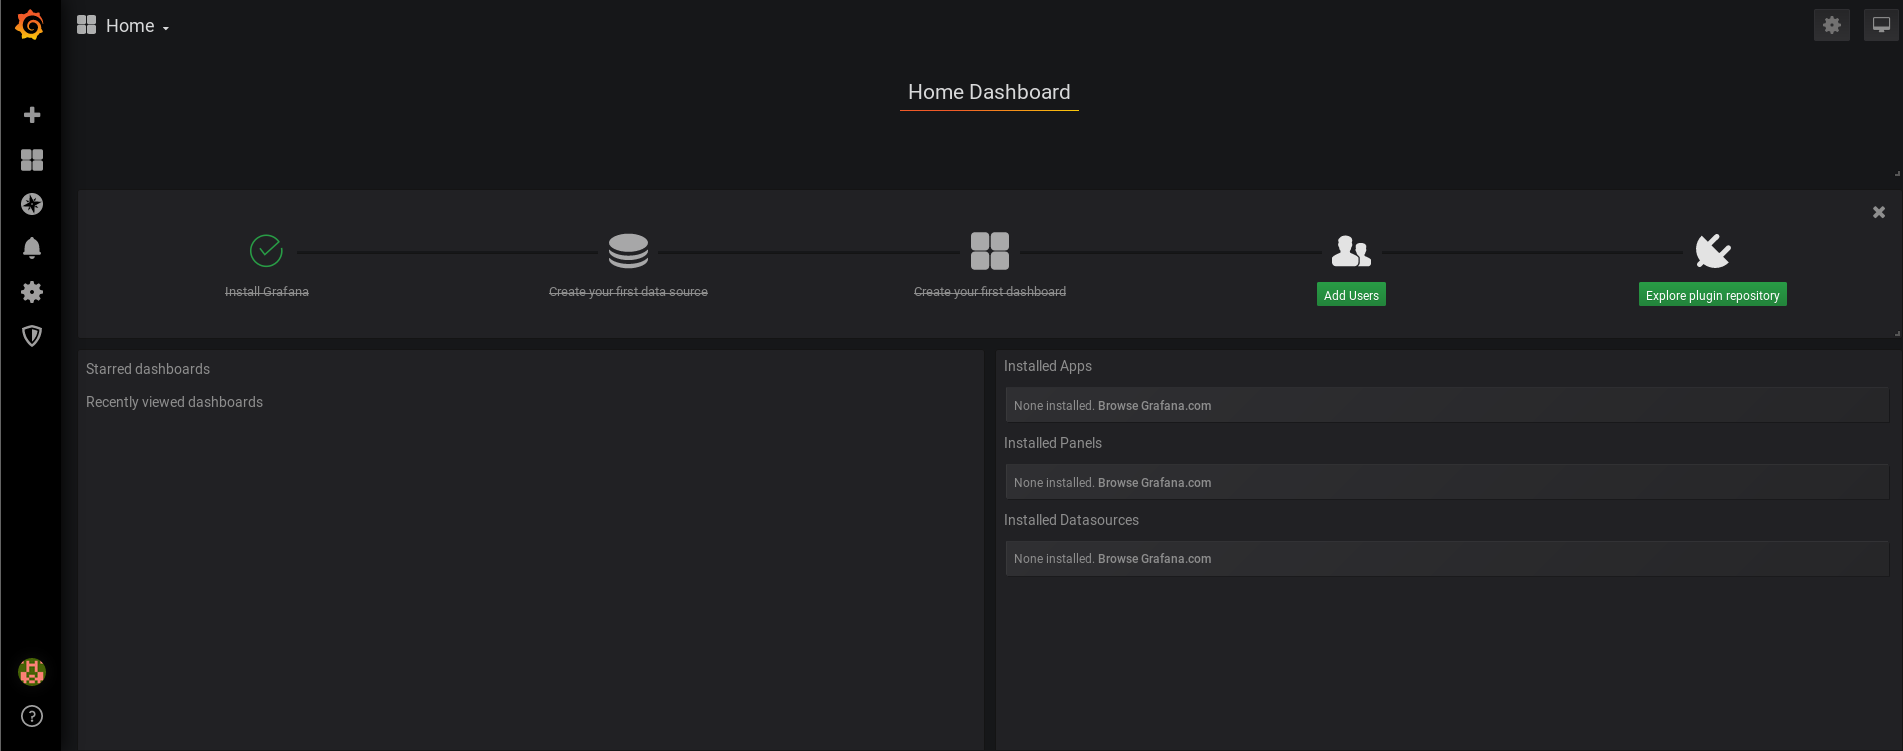 Home
Home Dashboard
Install Grafana
Create your first data source
Create your first dashboard
Add Users
Explore plugin repository
Starred dashboards
Recently viewed dashboards
Installed Apps
None installed. Browse Grafana.com
Installed Panels
None installed. Browse Grafana.com
Installed Datasources
None installed. Browse Grafana.com
?